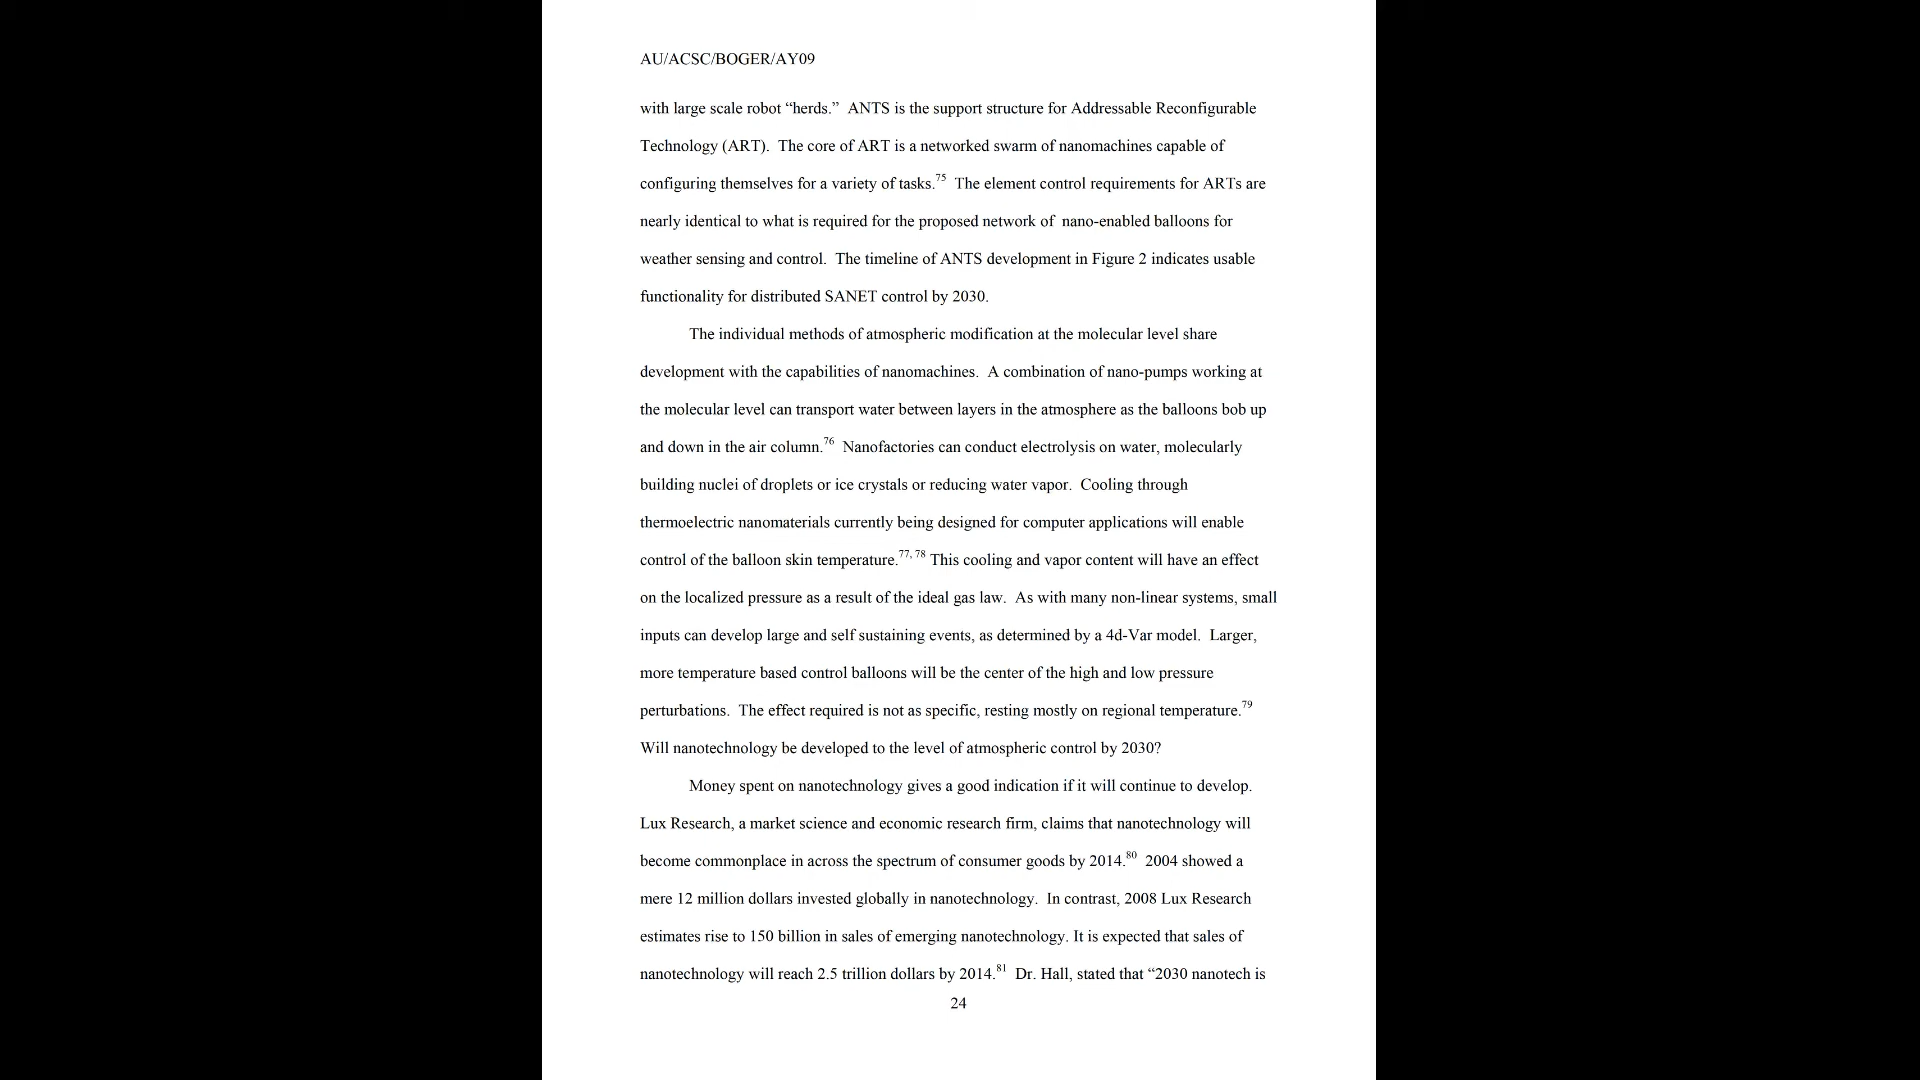 AU/ACSC/BOGER/AY09
with large scale robot “herds.”  ANTS is the support structure for Addressable Reconfigurable
Technology (ART).  The core of ART is a networked swarm of nanomachines capable of
configuring themselves for a variety of tasks.75  The element control requirements for ARTs are
nearly identical to what is required for the proposed network of  nano-enabled balloons for
weather sensing and control.  The timeline of ANTS development in Figure 2 indicates usable
functionality for distributed SANET control by 2030.
The individual methods of atmospheric modification at the molecular level share
development with the capabilities of nanomachines.  A combination of nano-pumps working at
the molecular level can transport water between layers in the atmosphere as the balloons bob up
and down in the air column.76  Nanofactories can conduct electrolysis on water, molecularly
building nuclei of droplets or ice crystals or reducing water vapor.  Cooling through
thermoelectric nanomaterials currently being designed for computer applications will enable
control of the balloon skin temperature.77, 78 This cooling and vapor content will have an effect
on the localized pressure as a result of the ideal gas law.  As with many non-linear systems, small
inputs can develop large and self sustaining events, as determined by a 4d-Var model.  Larger,
more temperature based control balloons will be the center of the high and low pressure
perturbations.  The effect required is not as specific, resting mostly on regional temperature.79
Will nanotechnology be developed to the level of atmospheric control by 2030?
Money spent on nanotechnology gives a good indication if it will continue to develop.
Lux Research, a market science and economic research firm, claims that nanotechnology will
become commonplace in across the spectrum of consumer goods by 2014.80  2004 showed a
mere 12 million dollars invested globally in nanotechnology.  In contrast, 2008 Lux Research
estimates rise to 150 billion in sales of emerging nanotechnology. It is expected that sales of
nanotechnology will reach 2.5 trillion dollars by 2014.81  Dr. Hall, stated that “2030 nanotech is
24